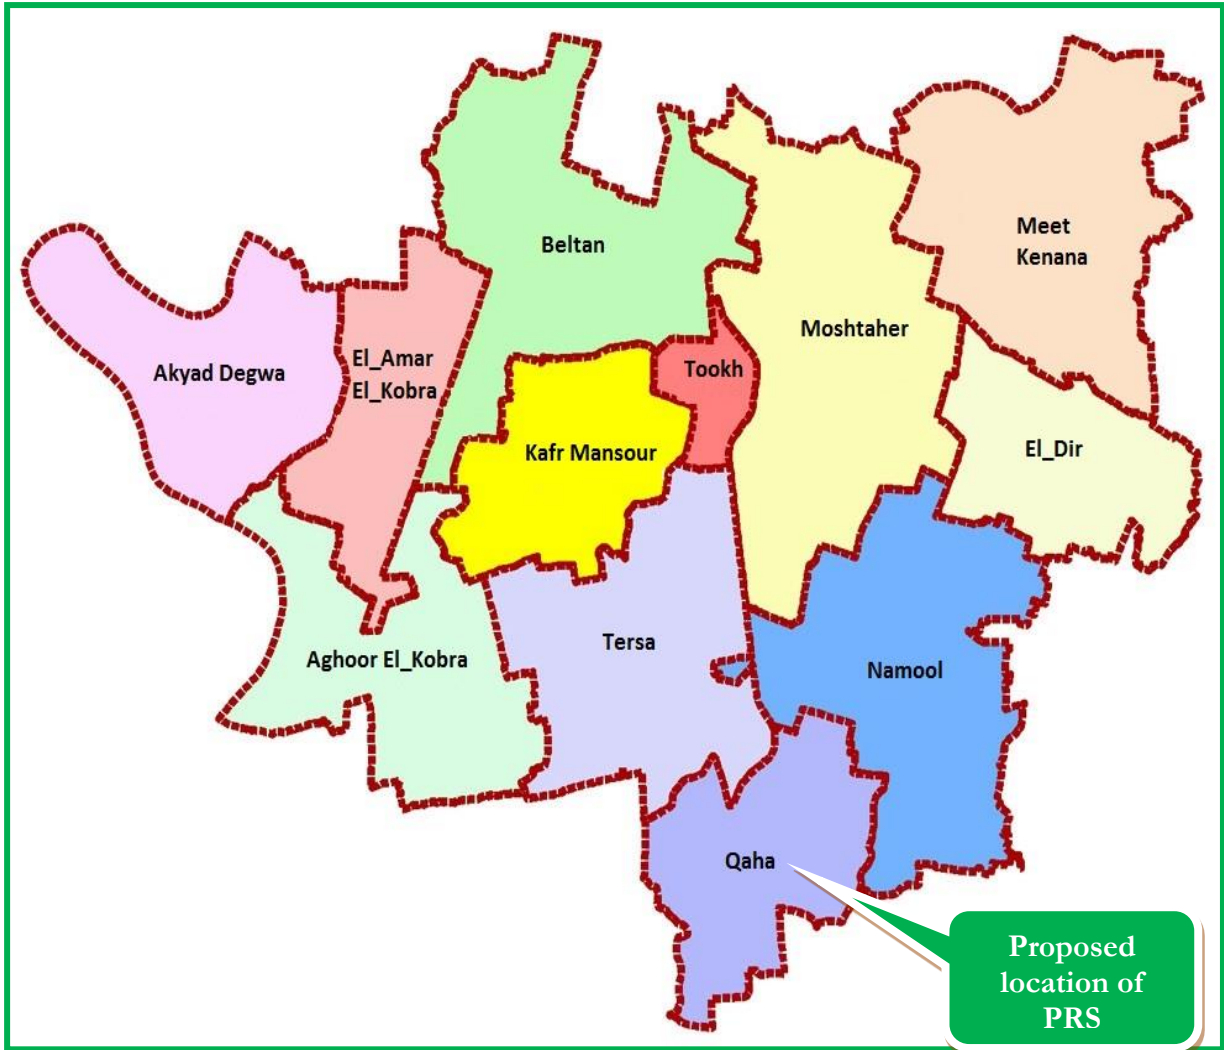 Meet
Kenana
Beltan
Moshtaher
El_Amar
El_Kobra
Akyad Degwa
Tookh
Kafr Mansour
El_Dir
Tersa
Aghoor El_Kobra
Namool
Qaha
Proposed
location of
PRS